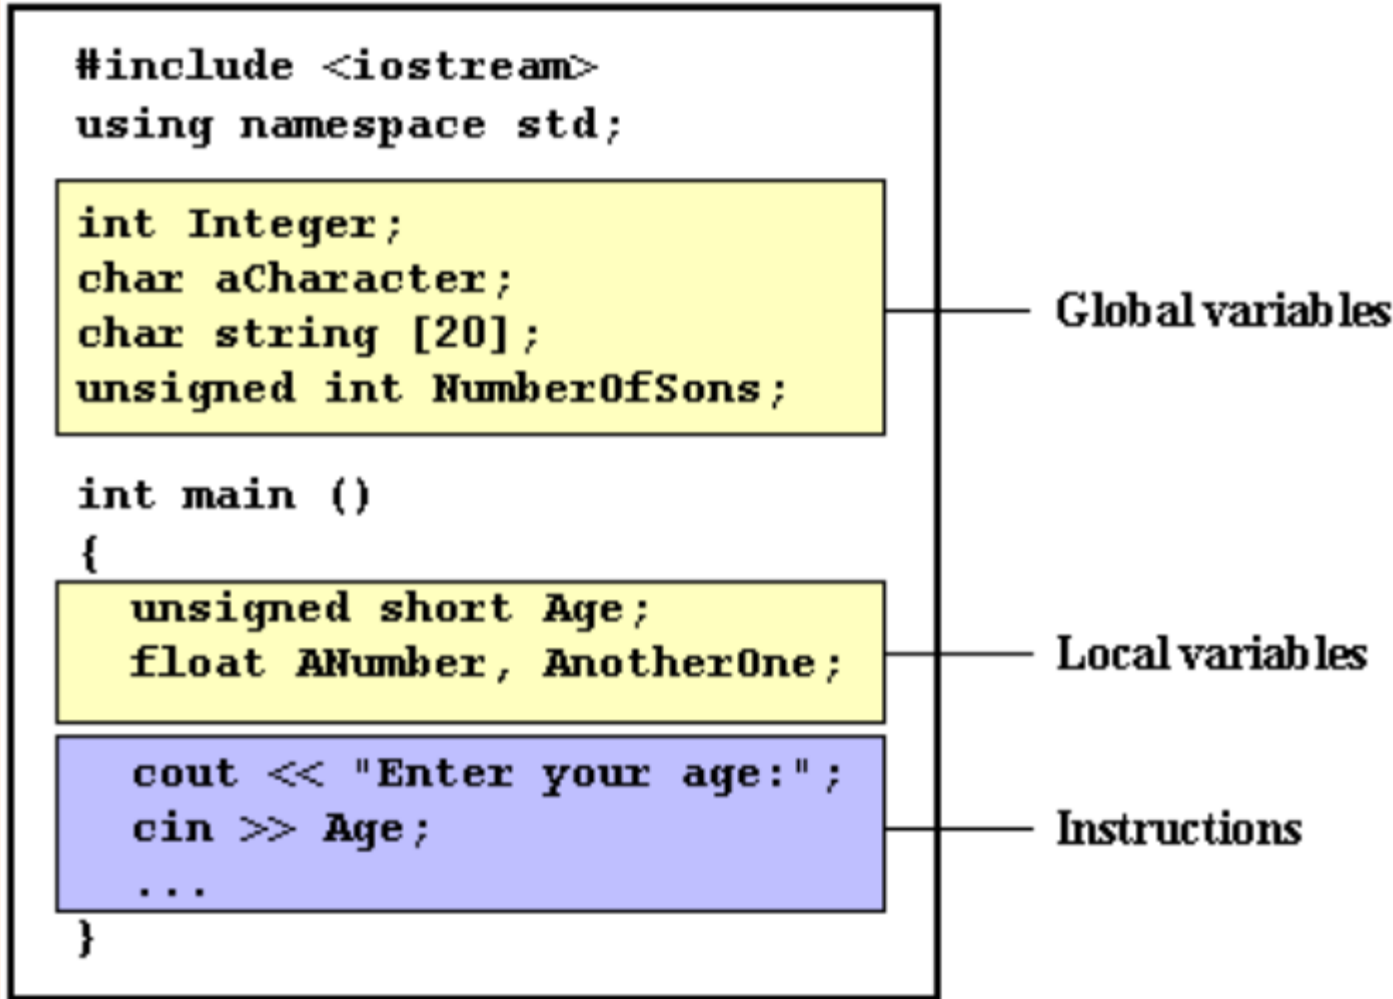 #include <iostream>
using namespace std;
int Integer;
char aCharacter;
char string [20];
unsigned int NumberOfSons;
Global variables
int main ()
{
unsigned short Age;
float ANumber, AnotherOne;
Local variables
cout << "Enter your age:";
cin >> Age;
...
Instructions
}